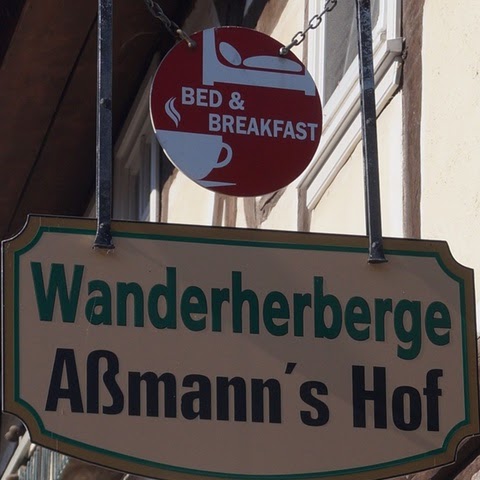 BED &
BREAKFAST
Wanderherberge
Aßmann´s Hof